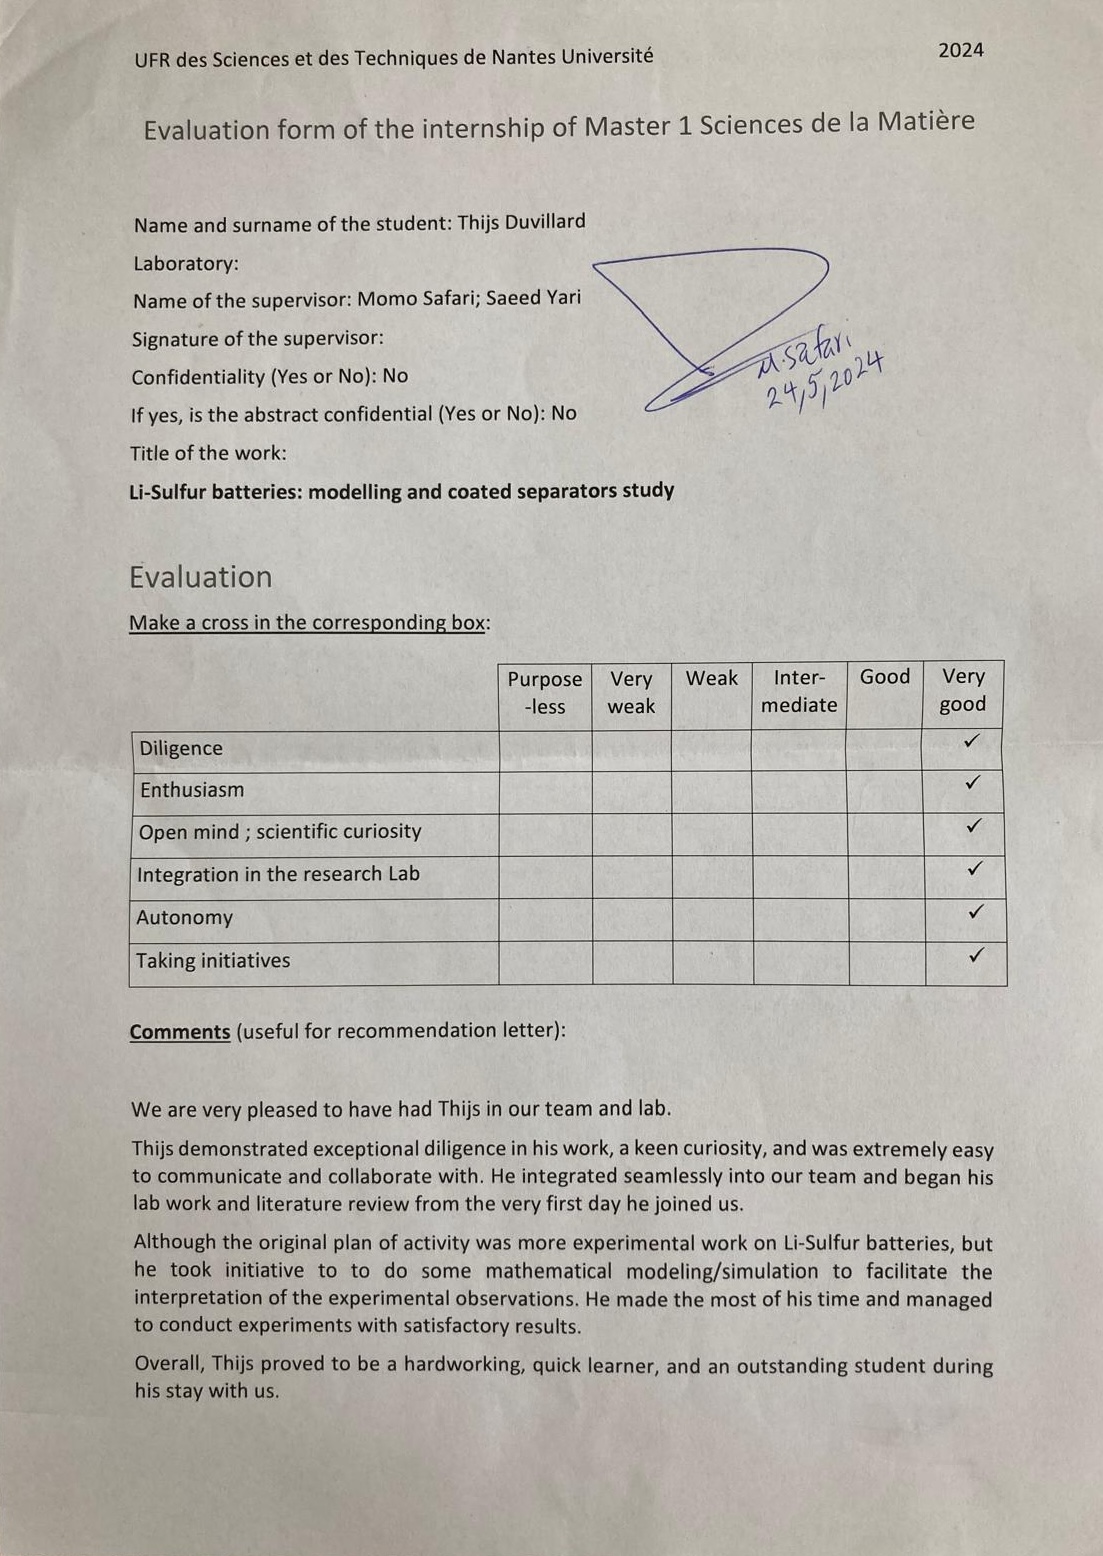 UFR des Sciences et des Techniques de Nantes Université
2024
Evaluation form of the internship of Master 1 Sciences de la Matière
Name and surname of the student: Thijs Duvillard
Laboratory:
Name of the supervisor: Momo Safari; Saeed Yari
Signature of the supervisor:
M.Safari
24,5,2024
Confidentiality (Yes or No): No
If yes, is the abstract confidential (Yes or No): No
Title of the work:
Li-Sulfur batteries: modelling and coated separators study
Evaluation
Make a cross in the corresponding box:
Purpose Very Weak Inter- Good Very
-less weak mediate good
Diligence ✓
Enthusiasm ✓
Open mind ; scientific curiosity ✓
Integration in the research Lab ✓
Autonomy ✓
Taking initiatives ✓
Comments (useful for recommendation letter):
We are very pleased to have had Thijs in our team and lab.
Thijs demonstrated exceptional diligence in his work, a keen curiosity, and was extremely easy
to communicate and collaborate with. He integrated seamlessly into our team and began his
lab work and literature review from the very first day he joined us.
Although the original plan of activity was more experimental work on Li-Sulfur batteries, but
he took initiative to to do some mathematical modeling/simulation to facilitate the
interpretation of the experimental observations. He made the most of his time and managed
to conduct experiments with satisfactory results.
Overall, Thijs proved to be a hardworking, quick learner, and an outstanding student during
his stay with us.